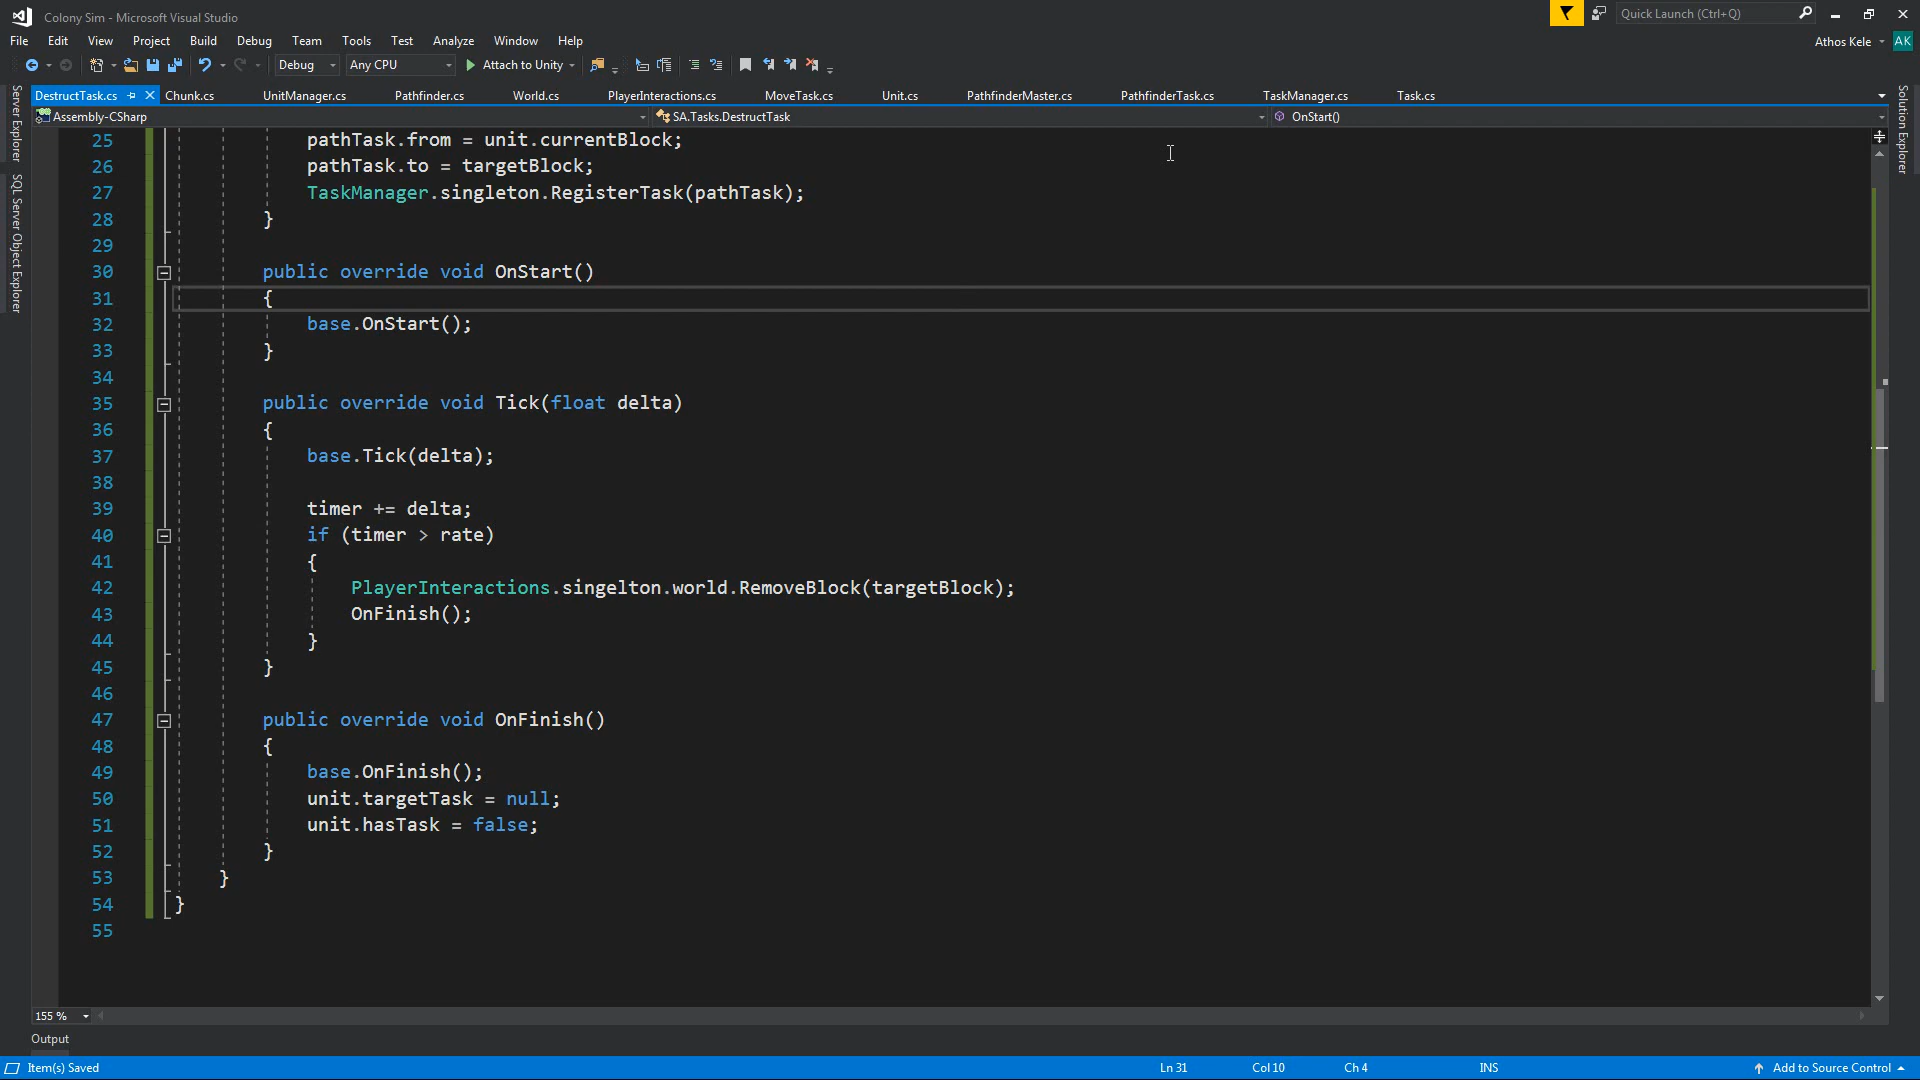 Colony Sim - Microsoft Visual Studio
Quick Launch (Ctrl+Q)
File Edit View Project Build Debug Team Tools Test Analyze Window Help
Athos Kele AK
Debug Any CPU Attach to Unity
DestructTask.cs Chunk.cs UnitManager.cs Pathfinder.cs World.cs PlayerInteractions.cs MoveTask.cs Unit.cs PathfinderMaster.cs PathfinderTask.cs TaskManager.cs Task.cs
Assembly-CSharp SA.Tasks.DestructTask OnStart()
Server Explorer
SQL Server Object Explorer
Solution Explorer
25 pathTask.from = unit.currentBlock;
26 pathTask.to = targetBlock;
27 TaskManager.singleton.RegisterTask(pathTask);
28 }
29
30 public override void OnStart()
31 {
32 base.OnStart();
33 }
34
35 public override void Tick(float delta)
36 {
37 base.Tick(delta);
38
39 timer += delta;
40 if (timer > rate)
41 {
42 PlayerInteractions.singelton.world.RemoveBlock(targetBlock);
43 OnFinish();
44 }
45 }
46
47 public override void OnFinish()
48 {
49 base.OnFinish();
50 unit.targetTask = null;
51 unit.hasTask = false;
52 }
53 }
54 }
55
155 %
Output
Item(s) Saved Ln 31 Col 10 Ch 4 INS Add to Source Control